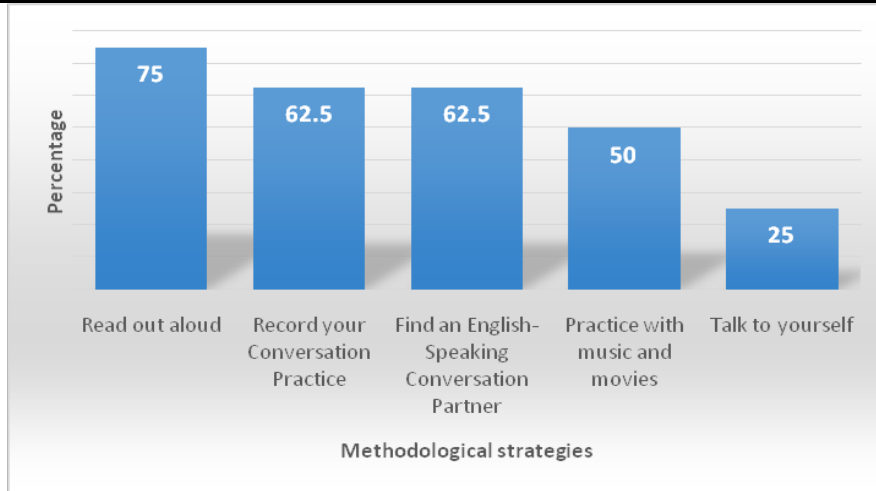 75
62.5
62.5
50
25
Percentage
Read out aloud
Record your
Conversation
Practice
Find an English-
Speaking
Conversation
Partner
Practice with
music and
movies
Talk to yourself
Methodological strategies